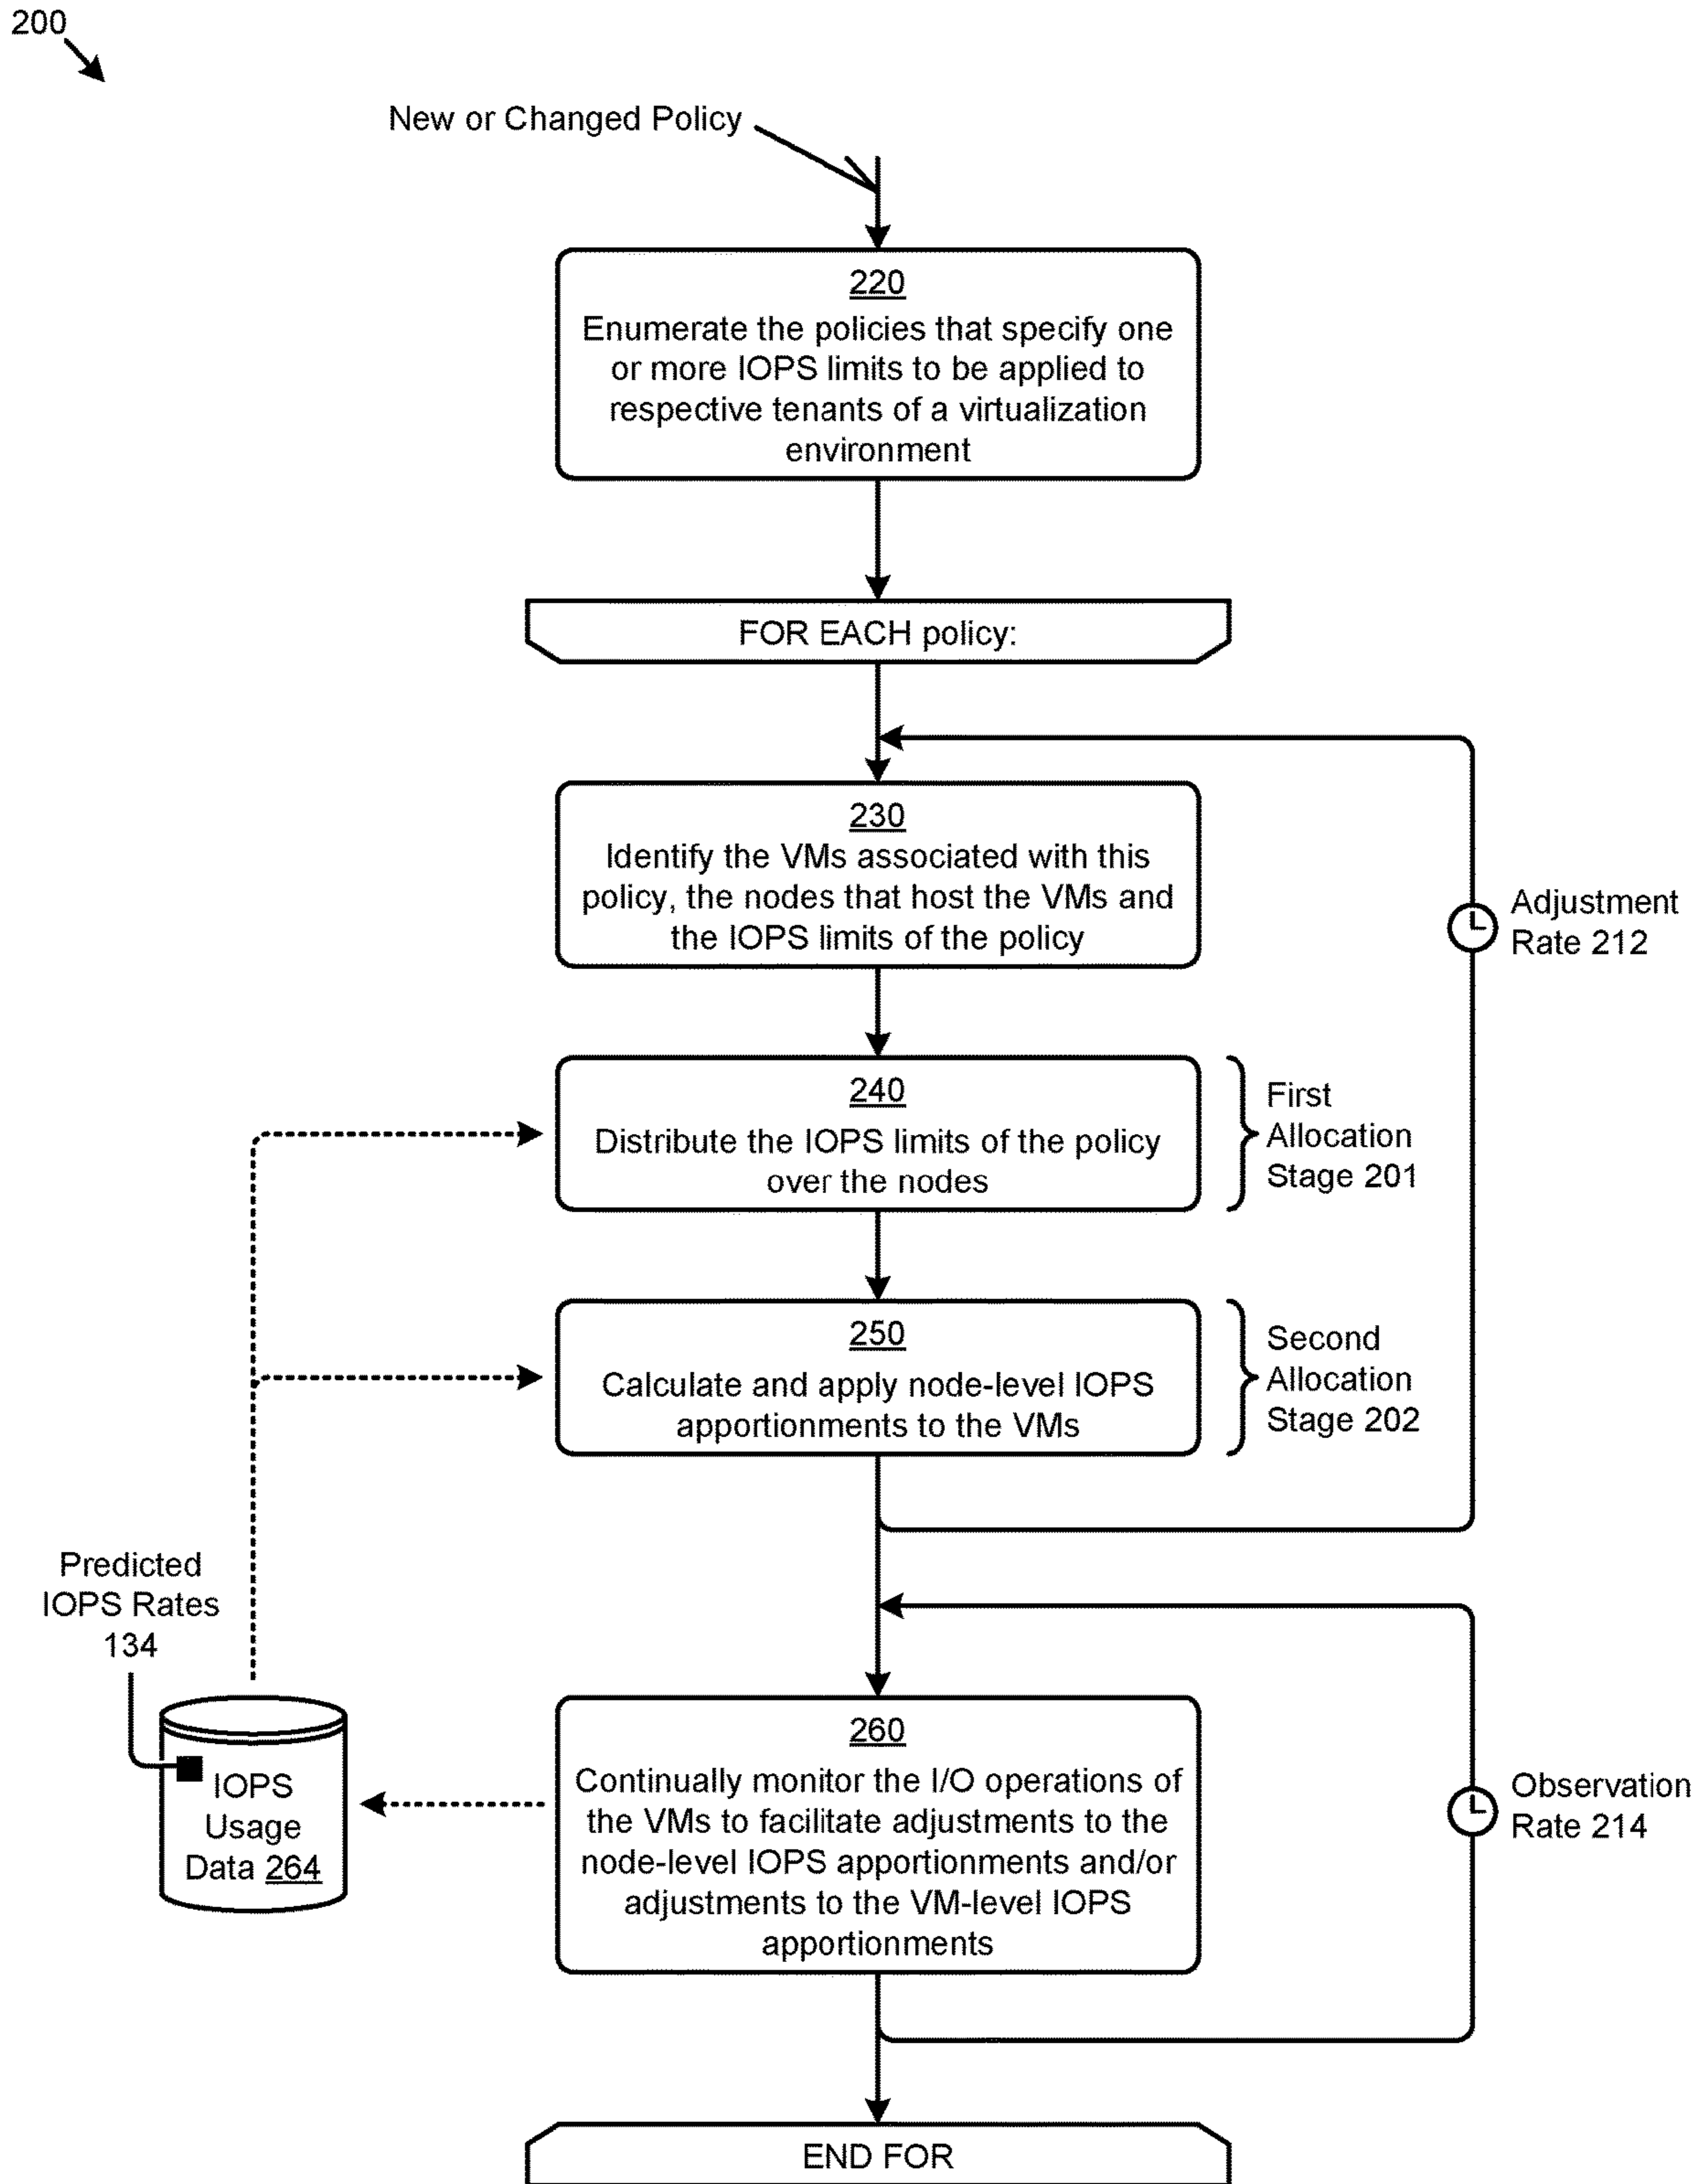 200
New or Changed Policy
220
Enumerate the policies that specify one
or more IOPS limits to be applied to
respective tenants of a virtualization
environment
FOR EACH policy:
230
Identify the VMs associated with this
policy, the nodes that host the VMs and
the IOPS limits of the policy
Adjustment
Rate 212
240
Distribute the IOPS limits of the policy
over the nodes
First
Allocation
Stage 201
250
Calculate and apply node-level IOPS
apportionments to the VMs
Second
Allocation
Stage 202
Predicted
IOPS Rates
134
IOPS
Usage
Data 264
260
Continually monitor the I/O operations of
the VMs to facilitate adjustments to the
node-level IOPS apportionments and/or
adjustments to the VM-level IOPS
apportionments
Observation
Rate 214
END FOR